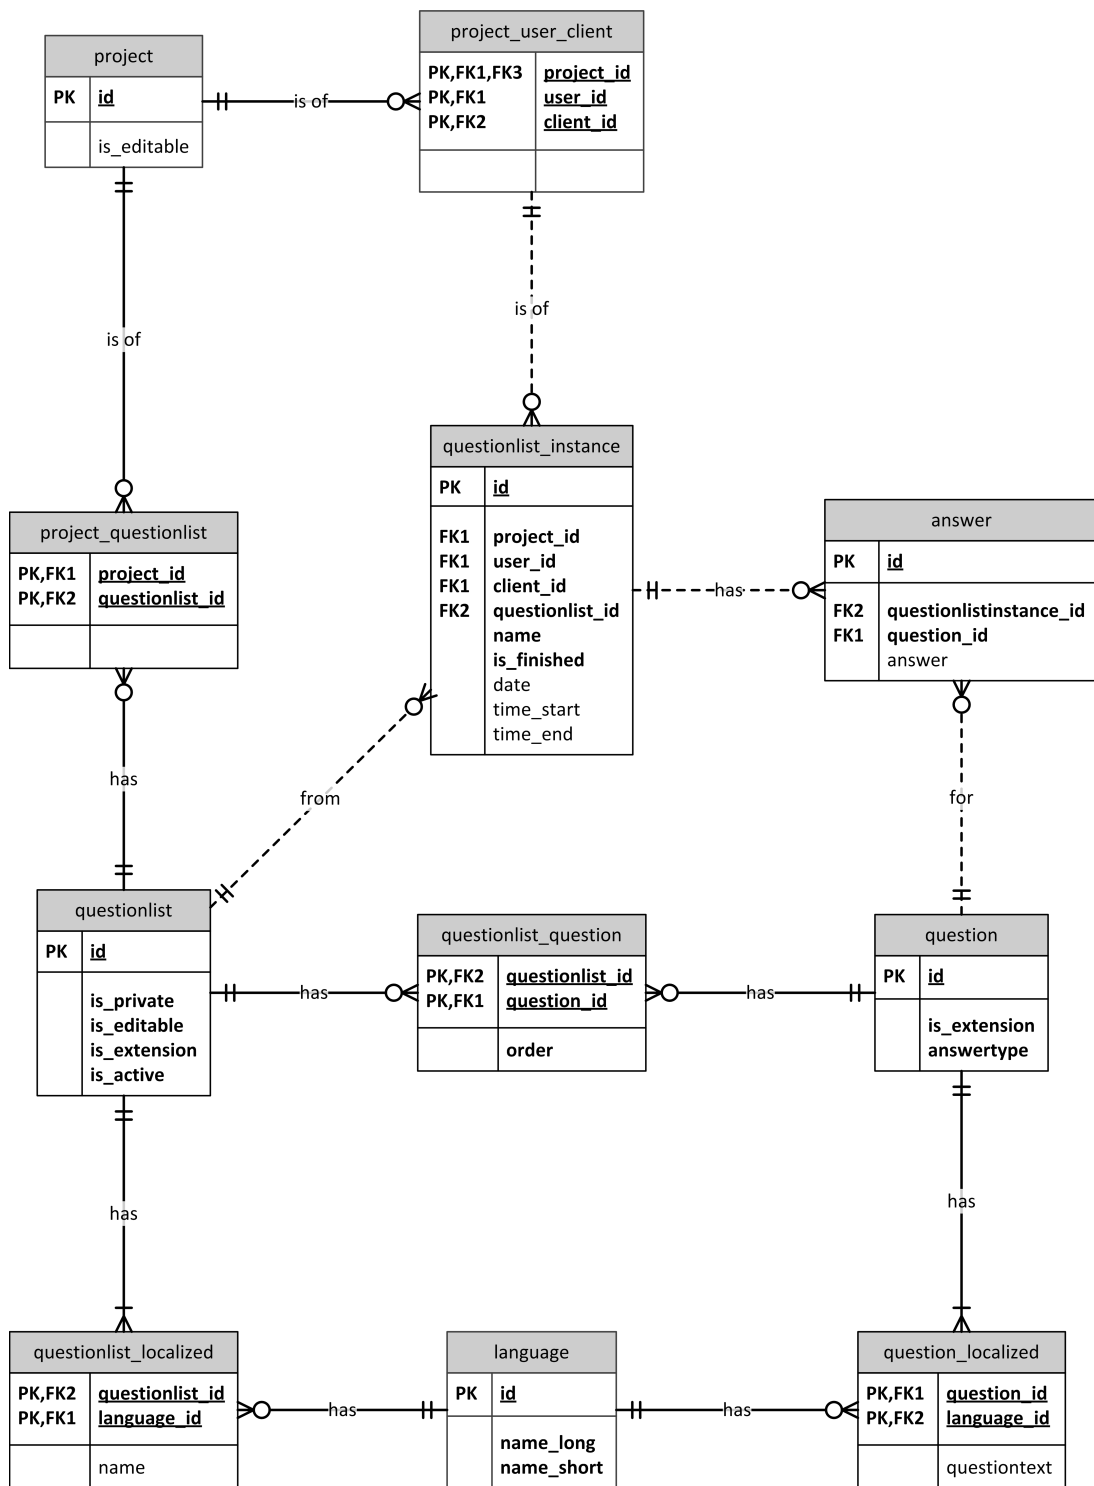 project
PK id
is_editable
project_user_client
PK,FK1,FK3 project_id
PK,FK1 user_id
PK,FK2 client_id
is of
is of
is of
questionlist_instance
PK id
FK1 project_id
FK1 user_id
FK1 client_id
FK2 questionlist_id
name
is_finished
date
time_start
time_end
project_questionlist
PK,FK1 project_id
PK,FK2 questionlist_id
has
answer
PK id
FK2 questionlistinstance_id
FK1 question_id
answer
has
from
for
questionlist
PK id
is_private
is_editable
is_extension
is_active
has
questionlist_question
PK,FK2 questionlist_id
PK,FK1 question_id
order
has
question
PK id
is_extension
answertype
has
has
questionlist_localized
PK,FK2 questionlist_id
PK,FK1 language_id
name
has
language
PK id
name_long
name_short
has
question_localized
PK,FK1 question_id
PK,FK2 language_id
questiontext